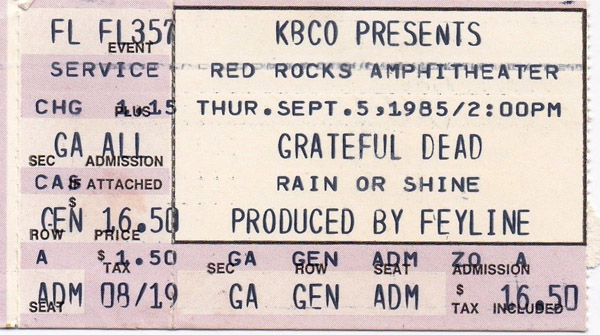 FL FL357 KBCO PRESENTS
EVENT
SERVICE RED ROCKS AMPHITHEATER
CHG 1.15 THUR.SEPT.5,1985/2:00PM
PLUS
GA ALL GRATEFUL DEAD
SEC ADMISSION
CAS RAIN OR SHINE
IF ATTACHED
$
GEN 16.50 PRODUCED BY FEYLINE
ROW PRICE
A $ 1.50 GA GEN ADM ZO A
TAX SEC ROW SEAT ADMISSION
ADM 08/19 GA GEN ADM $ 16.50
SEAT TAX INCLUDED